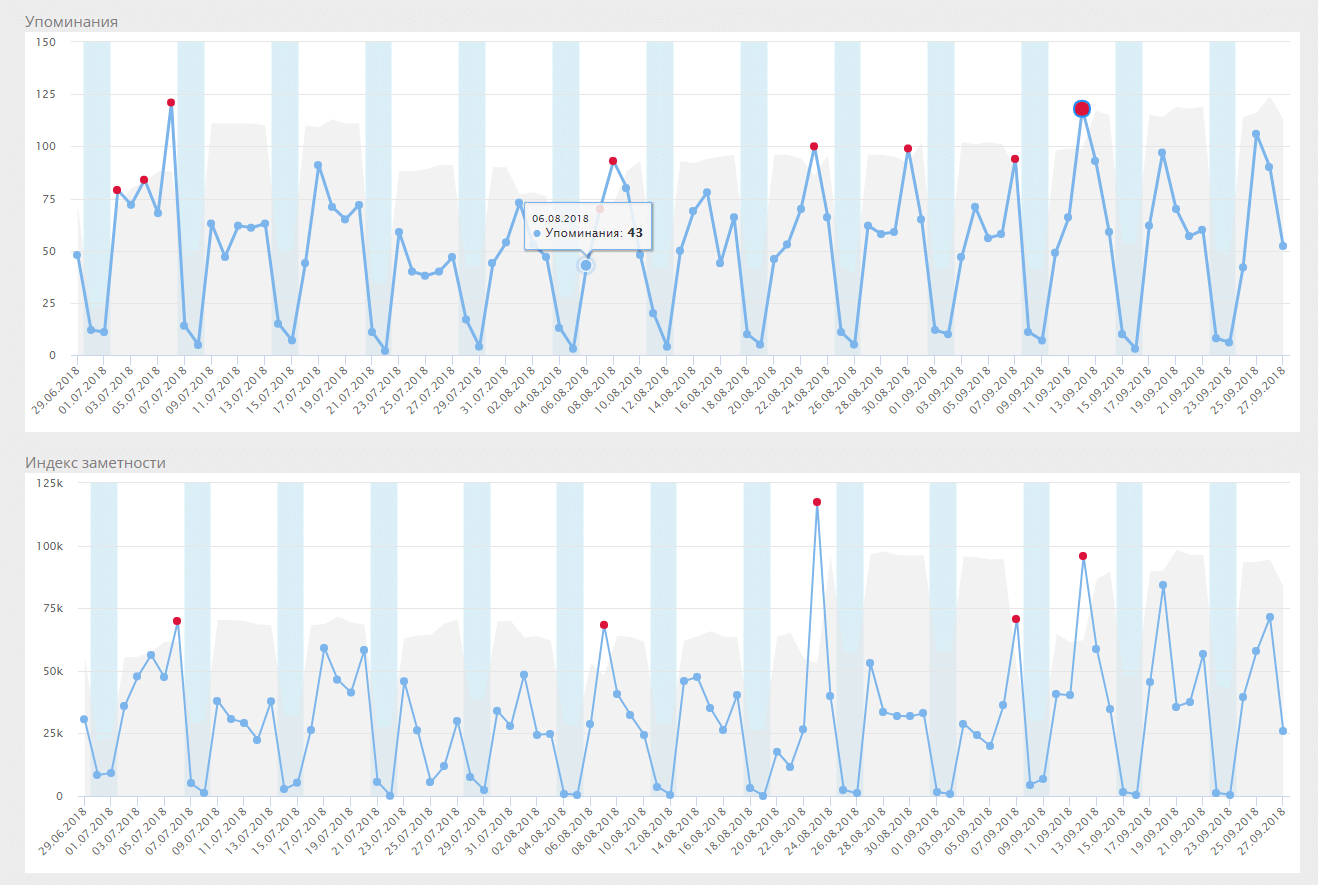 Упоминания
150
125
100
75
50
25
0
06.08.2018
Упоминания: 43
29.06.2018 01.07.2018 03.07.2018 05.07.2018 07.07.2018 09.07.2018 11.07.2018 13.07.2018 15.07.2018 17.07.2018 19.07.2018 21.07.2018 23.07.2018 25.07.2018 27.07.2018 29.07.2018 31.07.2018 02.08.2018 04.08.2018 06.08.2018 08.08.2018 10.08.2018 12.08.2018 14.08.2018 16.08.2018 18.08.2018 20.08.2018 22.08.2018 24.08.2018 26.08.2018 28.08.2018 30.08.2018 01.09.2018 03.09.2018 05.09.2018 07.09.2018 09.09.2018 11.09.2018 13.09.2018 15.09.2018 17.09.2018 19.09.2018 21.09.2018 23.09.2018 25.09.2018 27.09.2018
Индекс заметности
125k
100k
75k
50k
25k
0
29.06.2018 01.07.2018 03.07.2018 05.07.2018 07.07.2018 09.07.2018 11.07.2018 13.07.2018 15.07.2018 17.07.2018 19.07.2018 21.07.2018 23.07.2018 25.07.2018 27.07.2018 29.07.2018 31.07.2018 02.08.2018 04.08.2018 06.08.2018 08.08.2018 10.08.2018 12.08.2018 14.08.2018 16.08.2018 18.08.2018 20.08.2018 22.08.2018 24.08.2018 26.08.2018 28.08.2018 30.08.2018 01.09.2018 03.09.2018 05.09.2018 07.09.2018 09.09.2018 11.09.2018 13.09.2018 15.09.2018 17.09.2018 19.09.2018 21.09.2018 23.09.2018 25.09.2018 27.09.2018